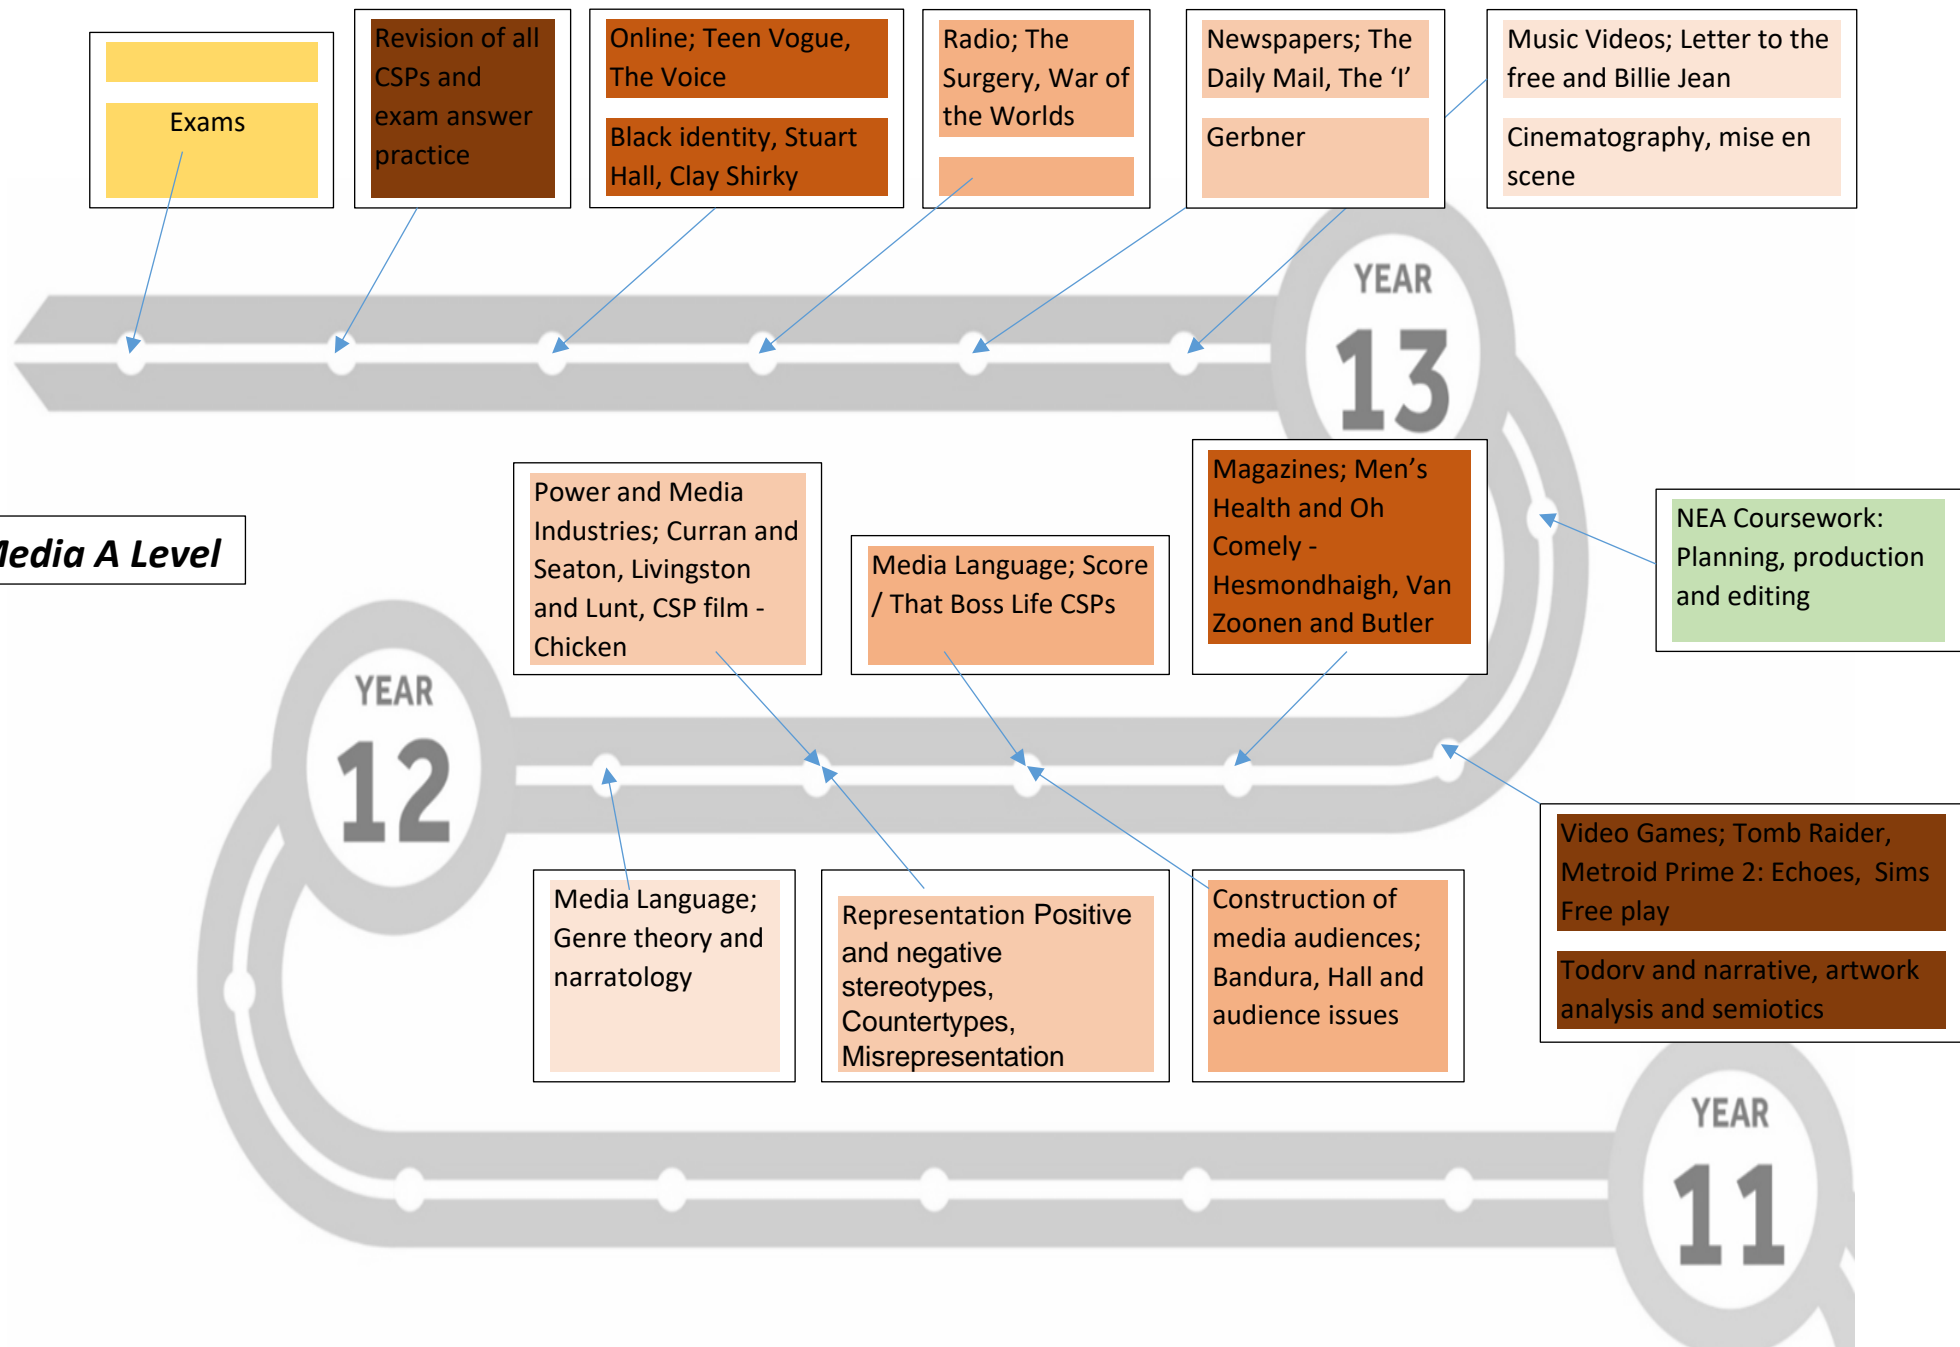 Exams
Revision of all
CSPs and
exam answer
practice
Online; Teen Vogue,
The Voice
Black identity, Stuart
Hall, Clay Shirky
Radio; The
Surgery, War of
the Worlds
Newspapers; The
Daily Mail, The ‘I’
Gerbner
Music Videos; Letter to the
free and Billie Jean
Cinematography, mise en
scene
YEAR
13
Media A Level
Power and Media
Industries; Curran and
Seaton, Livingston
and Lunt, CSP film -
Chicken
Media Language; Score
/ That Boss Life CSPs
Magazines; Men’s
Health and Oh
Comely -
Hesmondhaigh, Van
Zoonen and Butler
NEA Coursework:
Planning, production
and editing
YEAR
12
Media Language;
Genre theory and
narratology
Representation Positive
and negative
stereotypes,
Countertypes,
Misrepresentation
Construction of
media audiences;
Bandura, Hall and
audience issues
Video Games; Tomb Raider,
Metroid Prime 2: Echoes, Sims
Free play
Todorv and narrative, artwork
analysis and semiotics
YEAR
11